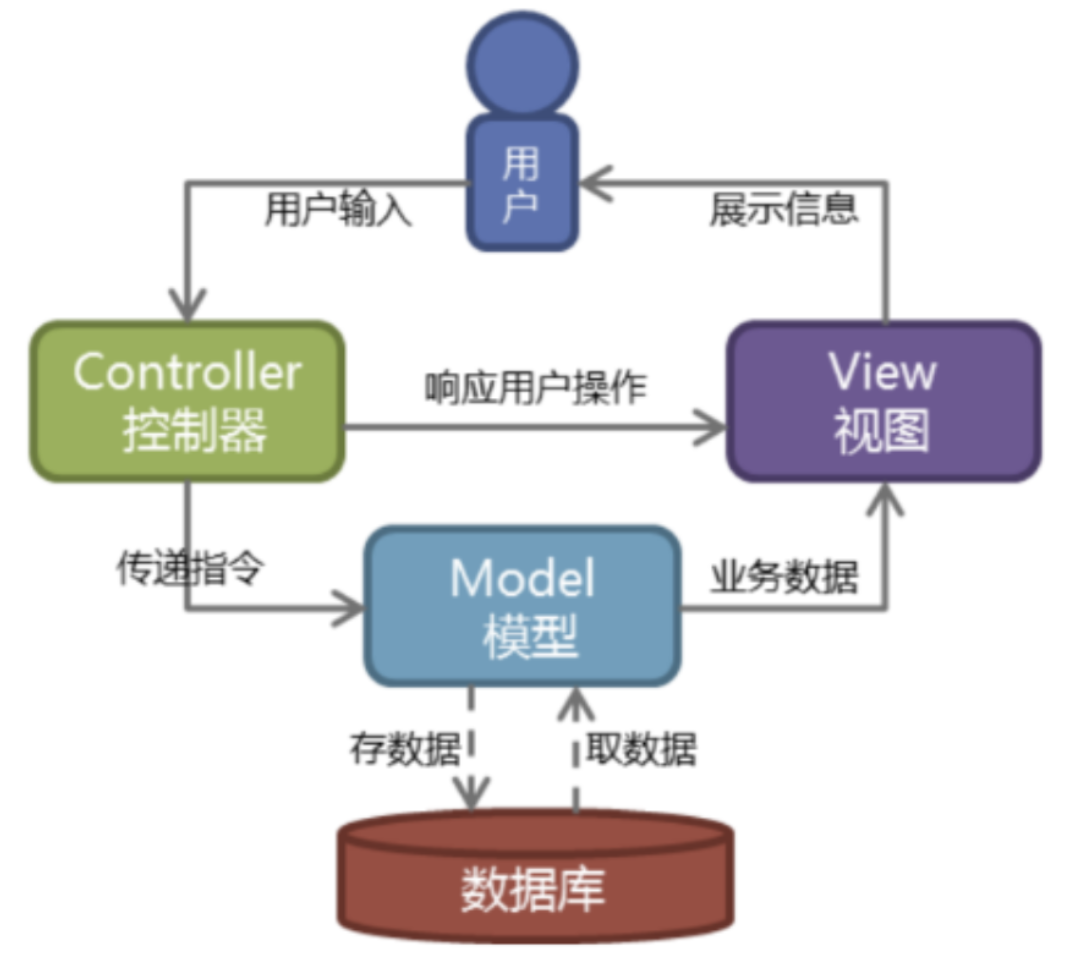 用
户
用户输入
展示信息
Controller
控制器
响应用户操作
View
视图
传递指令
Model
模型
业务数据
存数据
取数据
数据库